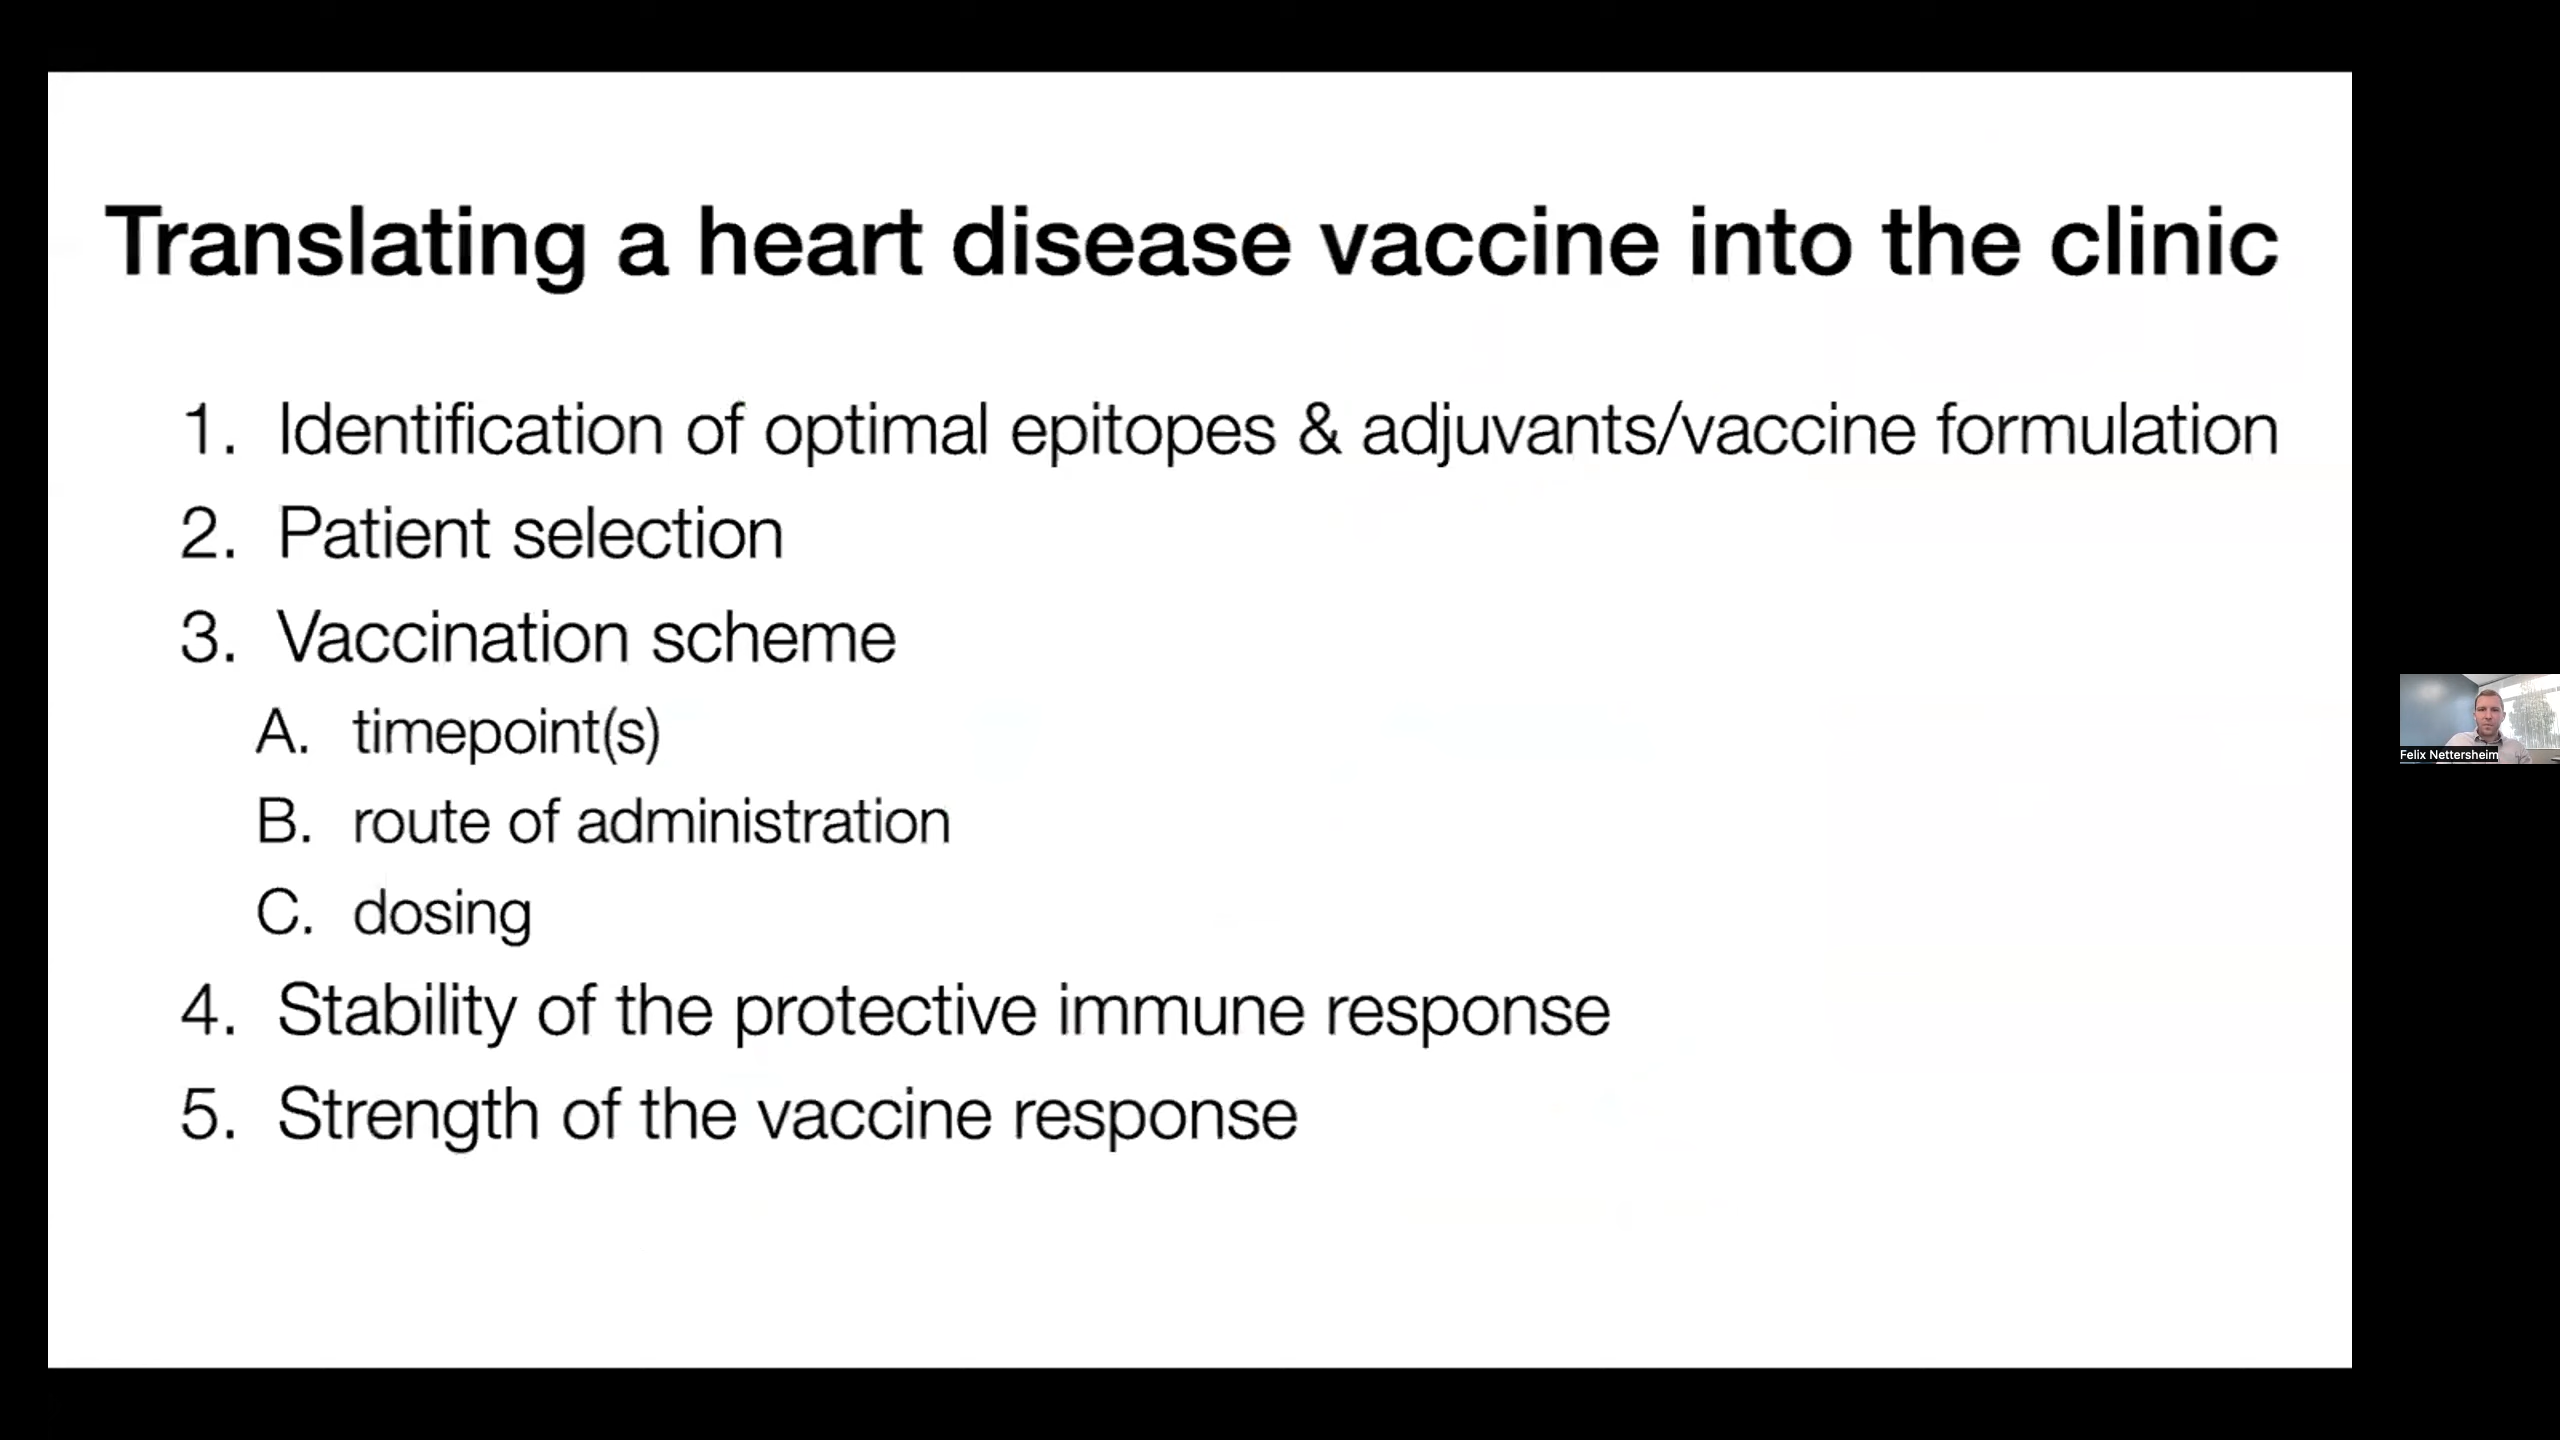 Translating a heart disease vaccine into the clinic
1. Identification of optimal epitopes & adjuvants/vaccine formulation
2. Patient selection
3. Vaccination scheme
A. timepoint(s)
B. route of administration
C. dosing
4. Stability of the protective immune response
5. Strength of the vaccine response
Felix Nettersheim